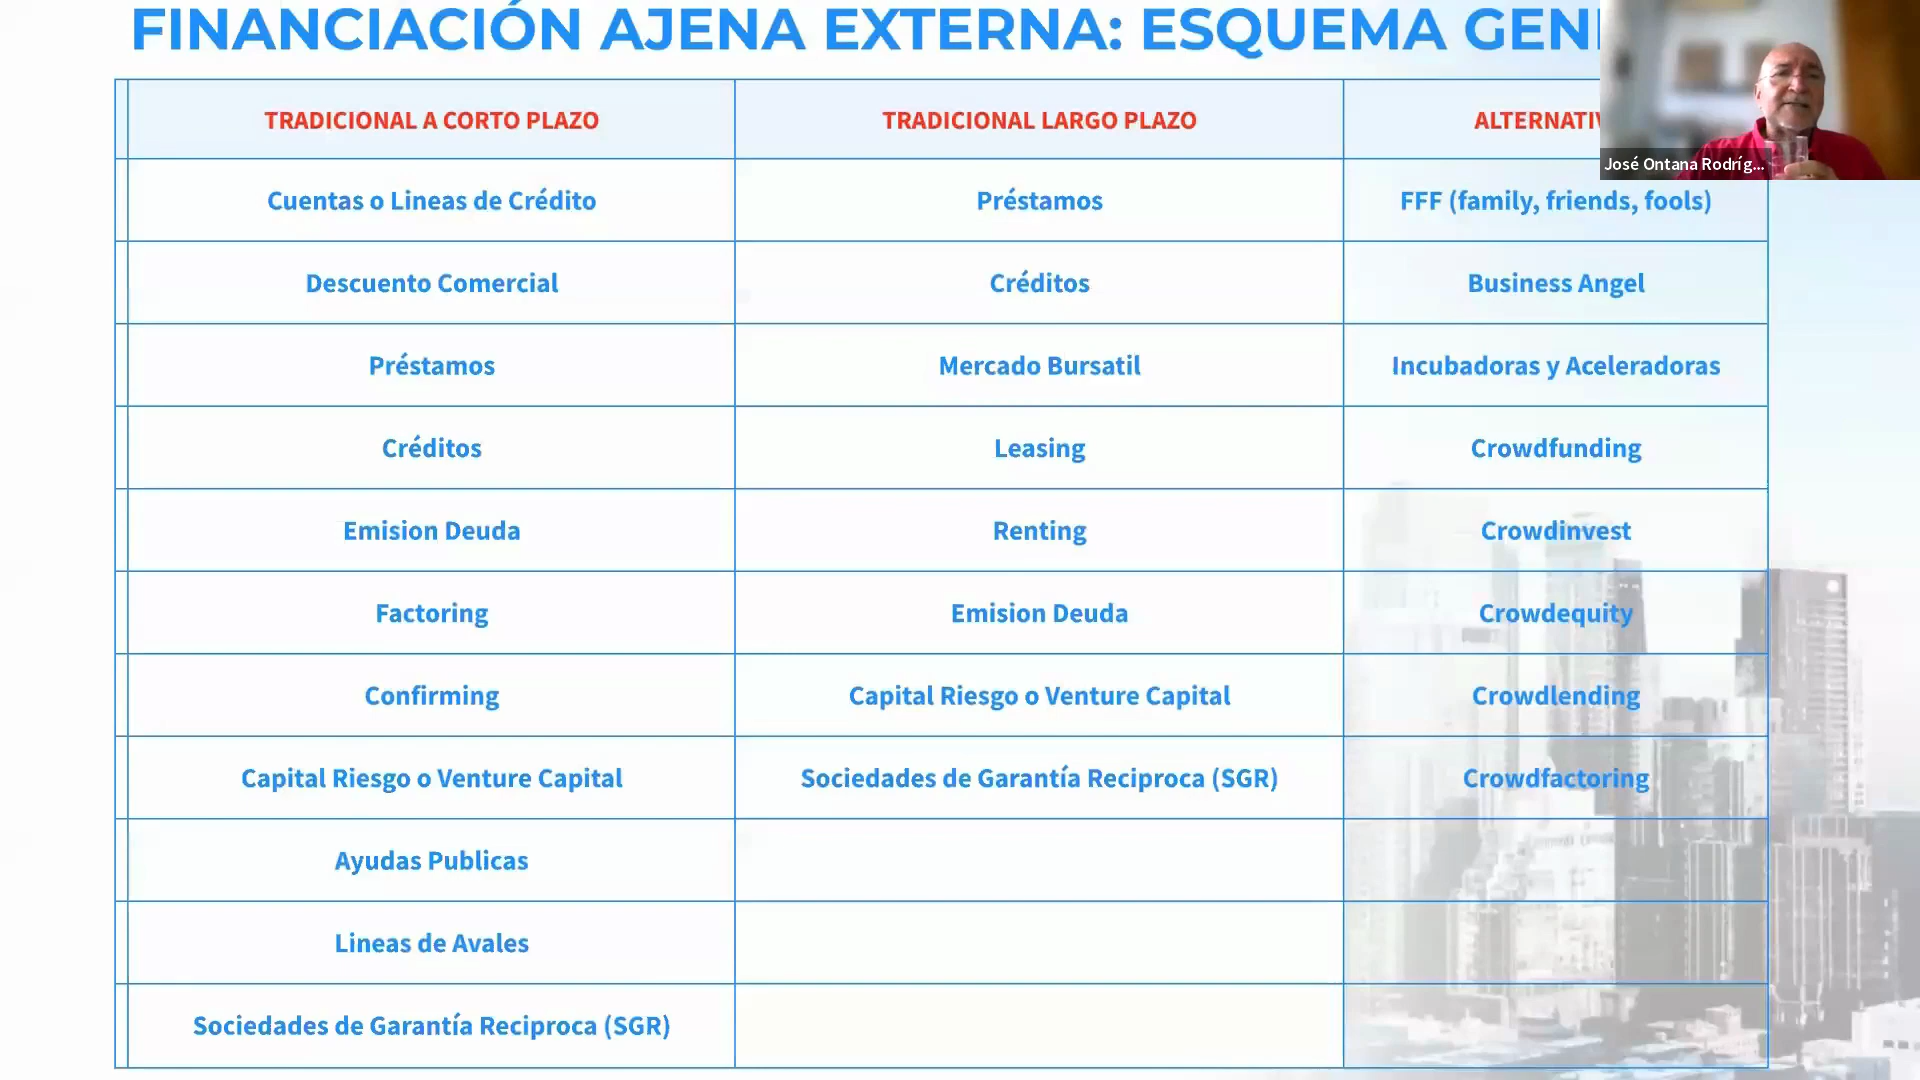 FINANCIACIÓN AJENA EXTERNA: ESQUEMA
José Ontana Rodríg...
TRADICIONAL A CORTO PLAZO TRADICIONAL LARGO PLAZO
Cuentas o Lineas de Crédito Préstamos FFF (family, friends, fools)
Descuento Comercial Créditos Business Angel
Préstamos Mercado Bursatil Incubadoras y Aceleradoras
Créditos Leasing Crowdfunding
Emision Deuda Renting Crowdinvest
Factoring Emision Deuda Crowdequity
Confirming Capital Riesgo o Venture Capital Crowdlending
Capital Riesgo o Venture Capital Sociedades de Garantía Reciproca (SGR) Crowdfactoring
Ayudas Publicas
Lineas de Avales
Sociedades de Garantía Reciproca (SGR)